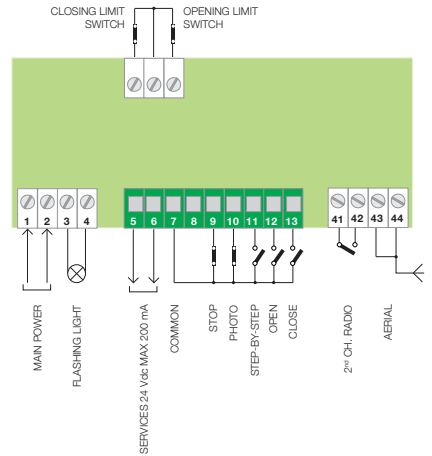 CLOSING LIMIT
SWITCH
OPENING LIMIT
SWITCH
1 2 3 4
5 6 7 8 9 10 11 12 13
41 42 43 44
MAIN POWER
FLASHING LIGHT
SERVICES 24 Vdc MAX 200 mA
COMMON
STOP
PHOTO
STEP-BY-STEP
OPEN
CLOSE
2nd CH. RADIO
AERIAL